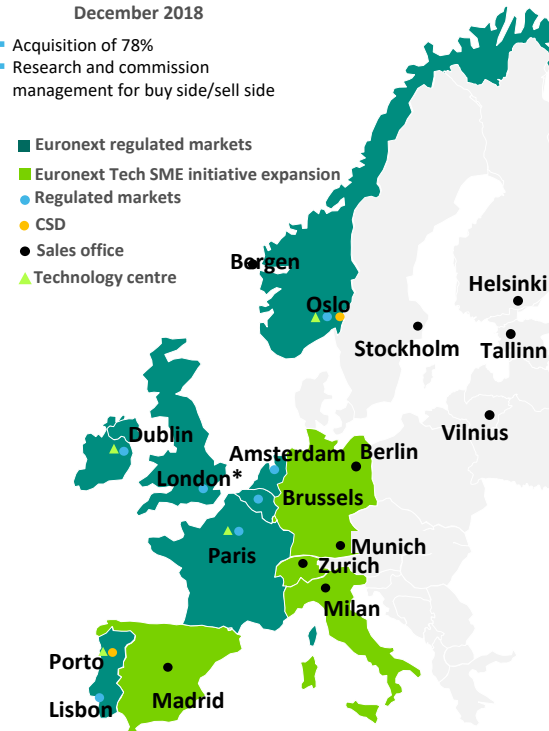 December 2018
Acquisition of 78%
Research and commission
management for buy side/sell side
Euronext regulated markets
Euronext Tech SME initiative expansion
Regulated markets
CSD
Sales office
Technology centre
Bergen
Oslo
Helsinki
Stockholm
Tallinn
Vilnius
Dublin
London*
Amsterdam
Berlin
Brussels
Paris
Munich
Zurich
Milan
Porto
Madrid
Lisbon